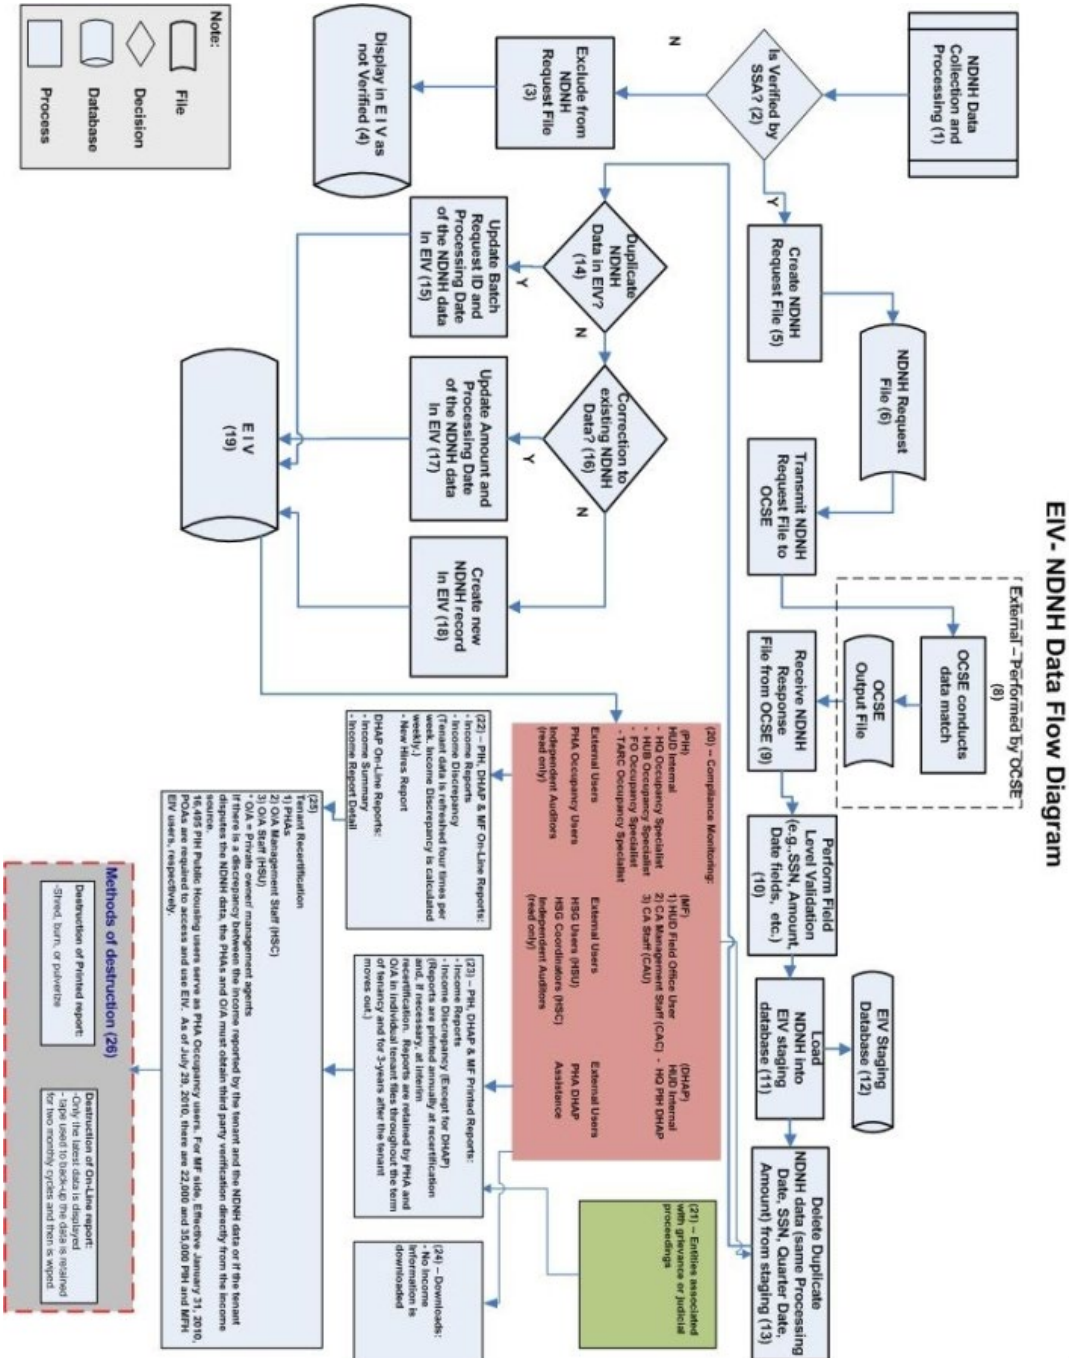 EIV- NDNH Data Flow Diagram
NDNH Data
Collection and
Processing (1)
Is Verified by
SSA? (2)
N
Y
Exclude from
NDNH
Request File
(3)
Display in E I V as
not Verified (4)
Create NDNH
Request File (5)
NDNH Request
File (6)
Transmit NDNH
Request File to
OCSE
External – Performed by OCSE
(8)
OCSE conducts
data match
OCSE
Output File
Receive NDNH
Response
File from OCSE (9)
Perform Field
Level Validation
(e.g.,SSN, Amount,
Date fields, etc.)
(10)
Load
NDNH into
EIV staging
database (11)
EIV Staging
Database (12)
Delete Duplicate
NDNH data (same Processing
Date, SSN, Quarter Date,
Amount) from staging (13)
Duplicate
NDNH
Data in EIV?
(14)
Y
N
Update Batch
Request ID and
Processing Date
of the NDNH data
In EIV (15)
Correction to
existing NDNH
Data? (16)
Y
N
Update Amount and
Processing Date
of the NDNH data
In EIV (17)
Create new
NDNH record
In EIV (18)
E I V
(19)
(20) – Compliance Monitoring:
(PIH)
HUD Internal
- HQ Occupancy Specialist
- HUB Occupancy Specialist
- FO Occupancy Specialist
- TARC Occupancy Specialist
External Users
PHA Occupancy Users
Independent Auditors
(read only)
(MF)
1) HUD Field Office User
2) CA Management Staff (CAC)
3) CA Staff (CAU)
External Users
HSG Users (HSU)
HSG Coordinators (HSC)
Independent Auditors
(read only)
(DHAP)
HUD Internal
- HQ PIH DHAP
External Users
PHA DHAP
Assistance
(21) – Entities associated
with grievance or judicial
proceedings
(22) – PIH, DHAP & MF On-Line Reports:
- Income Reports
- Income Discrepancy
(Tenant data is refreshed four times per
week. Income Discrepancy is calculated
weekly.)
- New Hires Report
DHAP On-Line Reports:
- Income Summary
- Income Report Detail
(23) – PIH, DHAP & MF Printed Reports:
- Income Reports
- Income Discrepancy (Except for DHAP)
(Reports are printed annually at recertification
and, if necessary, at interim
recertification. Reports are retained by PHA and
O/A in individual tenant files throughout the term
of tenancy and for 3-years after the tenant
moves out.)
(24) – Downloads:
- No Income
Information is
downloaded
(25)
Tenant Recertification
1) PHAs
2) O/A Management Staff (HSC)
3) O/A Staff (HSU)
* O/A = Private owner/ management agents
If there is a discrepancy between the income reported by the tenant and the NDNH data or if the tenant
disputes the NDNH data, the PHAs and O/A must obtain third party verification directly from the income
source.
16,495 PIH Public Housing users serve as PHA Occupancy users. For MF side, Effective January 31, 2010,
POAs are required to access and use EIV. As of July 29, 2010, there are 22,000 and 35,000 PIH and MFH
EIV users, respectively.
Methods of destruction (26)
Destruction of Printed report:
-Shred, burn, or pulverize
Destruction of On-Line report:
-Only the latest data is displayed
- tape used to back-up the data is retained
for two monthly cycles and then is wiped.
Note:
File
Decision
Database
Process